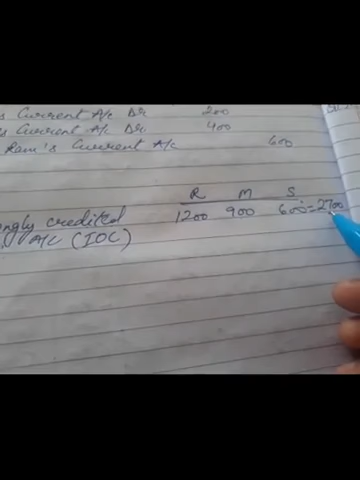 s Current A/c Dr 200
s Current A/c Dr 400
Ram's Current A/c 600
R M S
ngly credited 1200 900 600 = 2700
A/c (IOC)